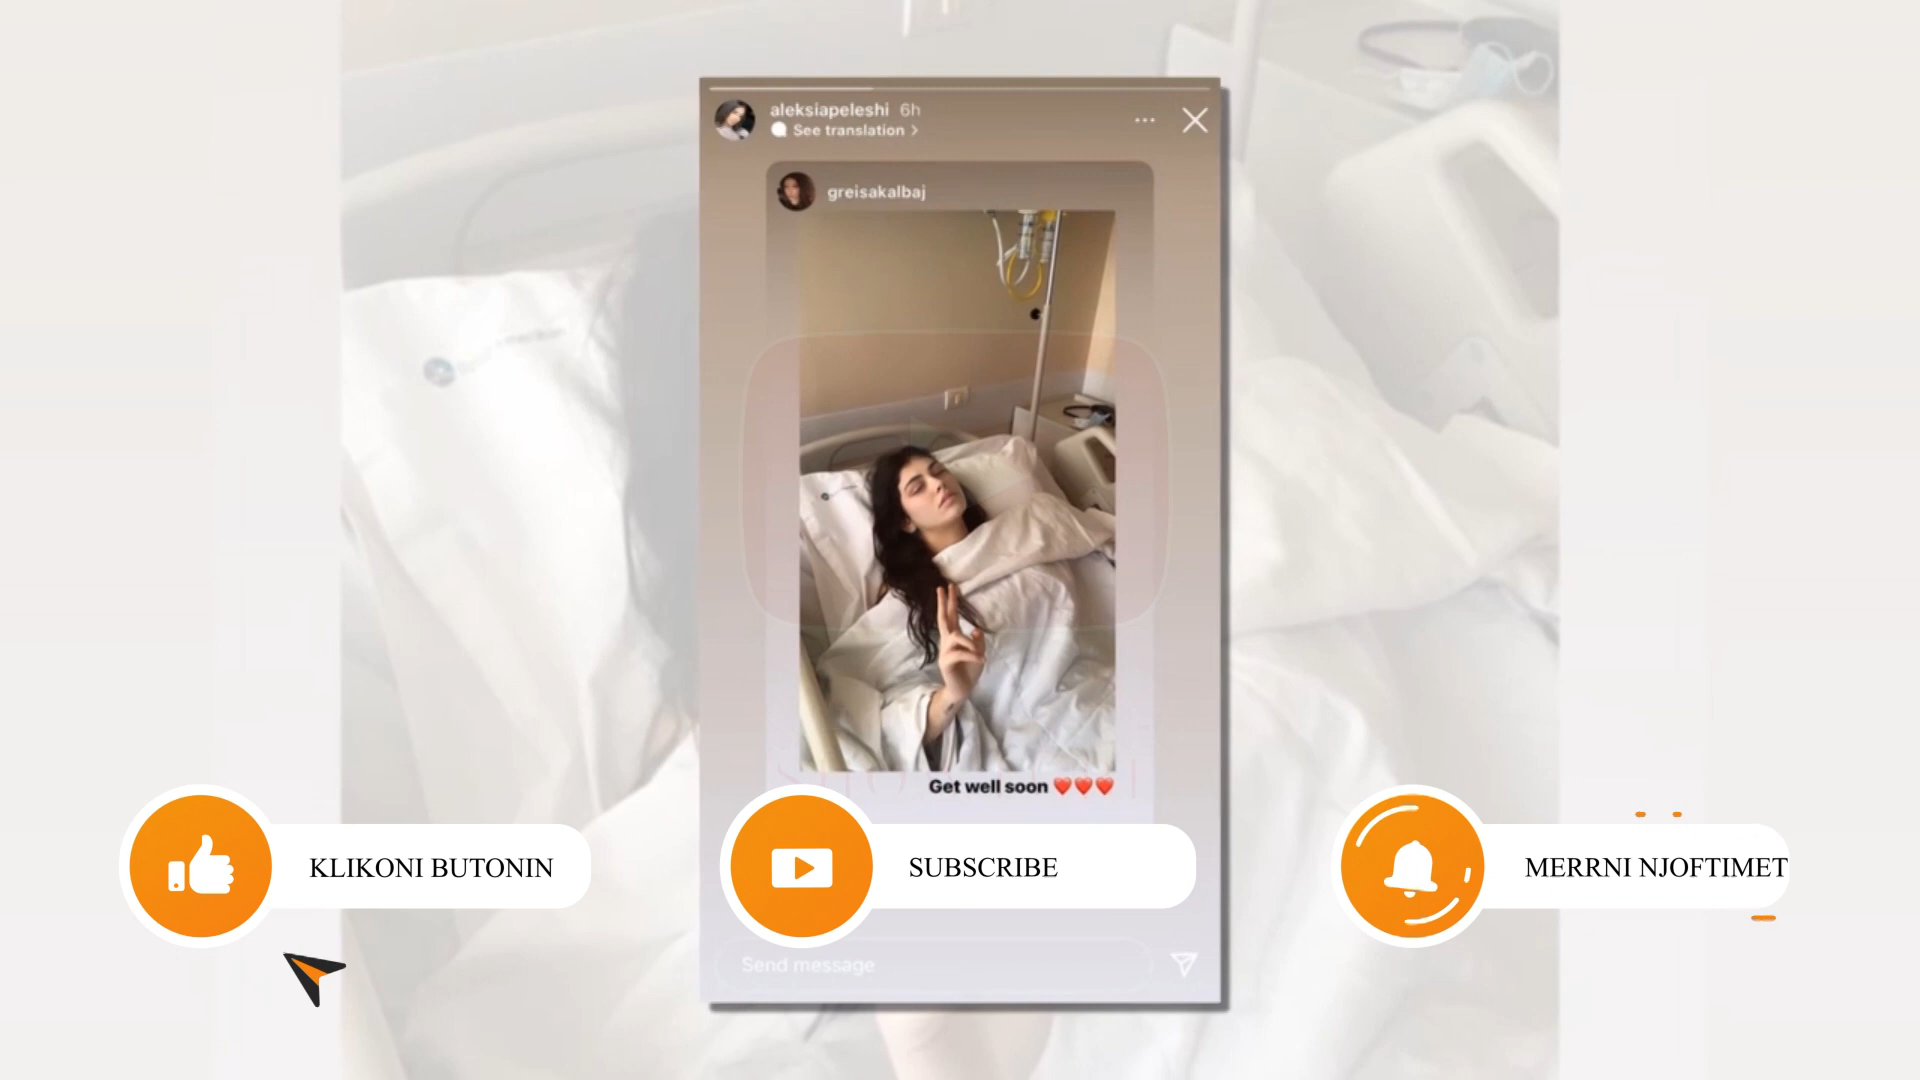 aleksiapeleshi 6h
See translation >
greisakalbaj
Get well soon ❤️❤️❤️
KLIKONI BUTONIN
SUBSCRIBE
MERRNI NJOFTIMET
Send message